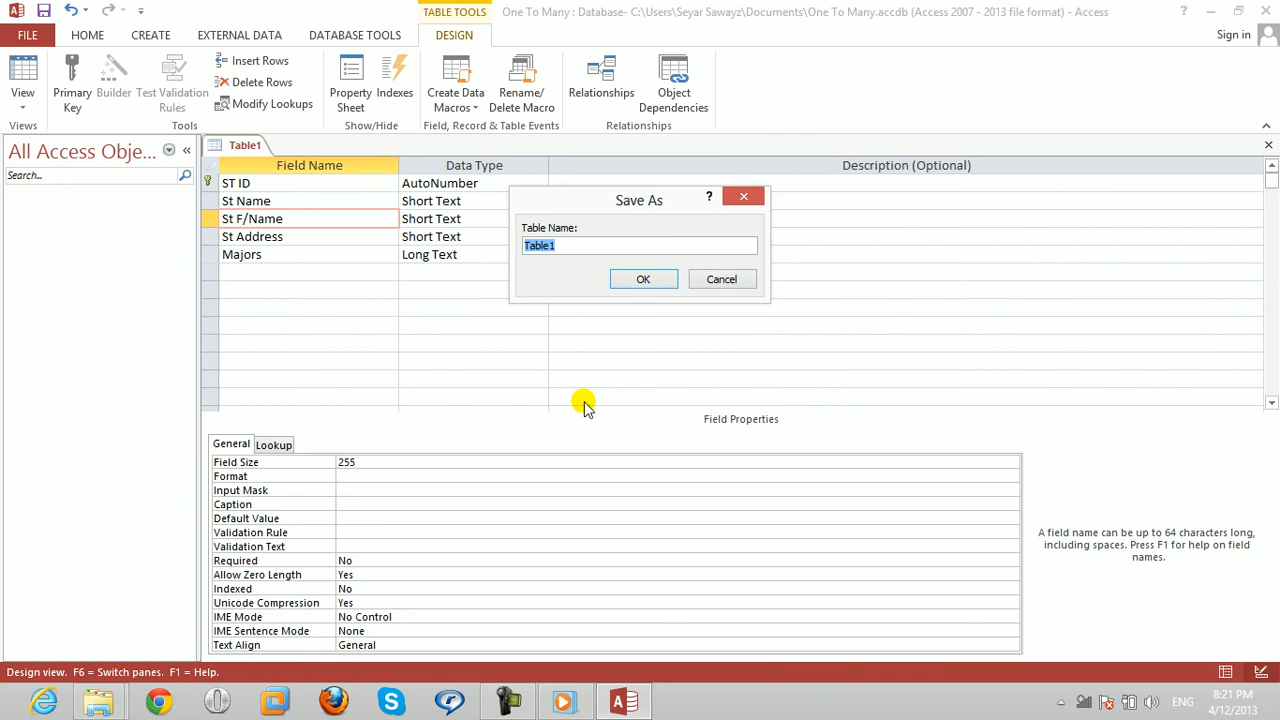 TABLE TOOLS
One To Many : Database- C:\Users\Seyar Sawayz\Documents\One To Many.accdb (Access 2007 - 2013 file format) - Access
FILE HOME CREATE EXTERNAL DATA DATABASE TOOLS DESIGN Sign in
View
Primary Key
Builder
Test Validation Rules
Insert Rows
Delete Rows
Modify Lookups
Property Sheet
Indexes
Create Data Macros
Rename/ Delete Macro
Relationships
Object Dependencies
Views Tools Show/Hide Field, Record & Table Events Relationships
All Access Obje...
Search...
Table1
Field Name Data Type Description (Optional)
ST ID AutoNumber
St Name Short Text
St F/Name Short Text
St Address Short Text
Majors Long Text
Save As
?
Table Name:
Table1
OK Cancel
Field Properties
General Lookup
Field Size 255
Format
Input Mask
Caption
Default Value
Validation Rule
Validation Text
Required No
Allow Zero Length Yes
Indexed No
Unicode Compression Yes
IME Mode No Control
IME Sentence Mode None
Text Align General
A field name can be up to 64 characters long,
including spaces. Press F1 for help on field
names.
Design view. F6 = Switch panes. F1 = Help.
ENG
8:21 PM
4/12/2013